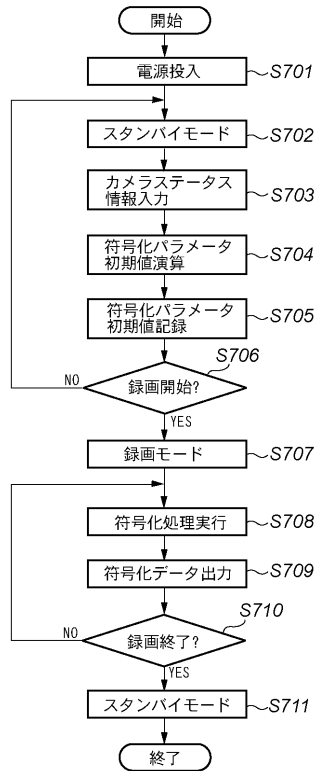 開始
電源投入
S701
スタンバイモード
S702
カメラステータス
情報入力
S703
符号化パラメータ
初期値演算
S704
符号化パラメータ
初期値記録
S705
S706
録画開始?
NO
YES
録画モード
S707
符号化処理実行
S708
符号化データ出力
S709
S710
録画終了?
NO
YES
スタンバイモード
S711
終了